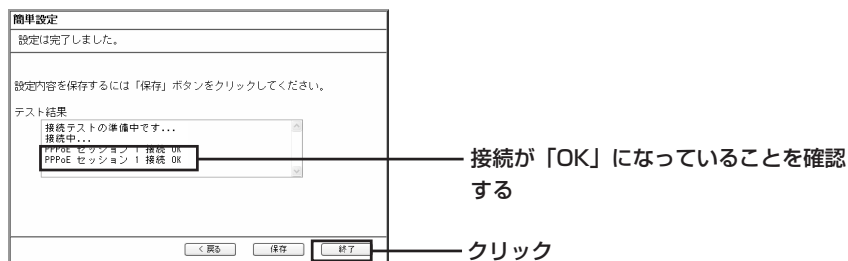 簡単設定
設定は完了しました。
設定内容を保存するには「保存」ボタンをクリックしてください。
テスト結果
接続テストの準備中です...
接続中...
PPPoE セッション 1 接続 OK
PPPoE セッション 1 接続 OK
接続が「OK」になっていることを確認
する
< 戻る
保存
終了
クリック